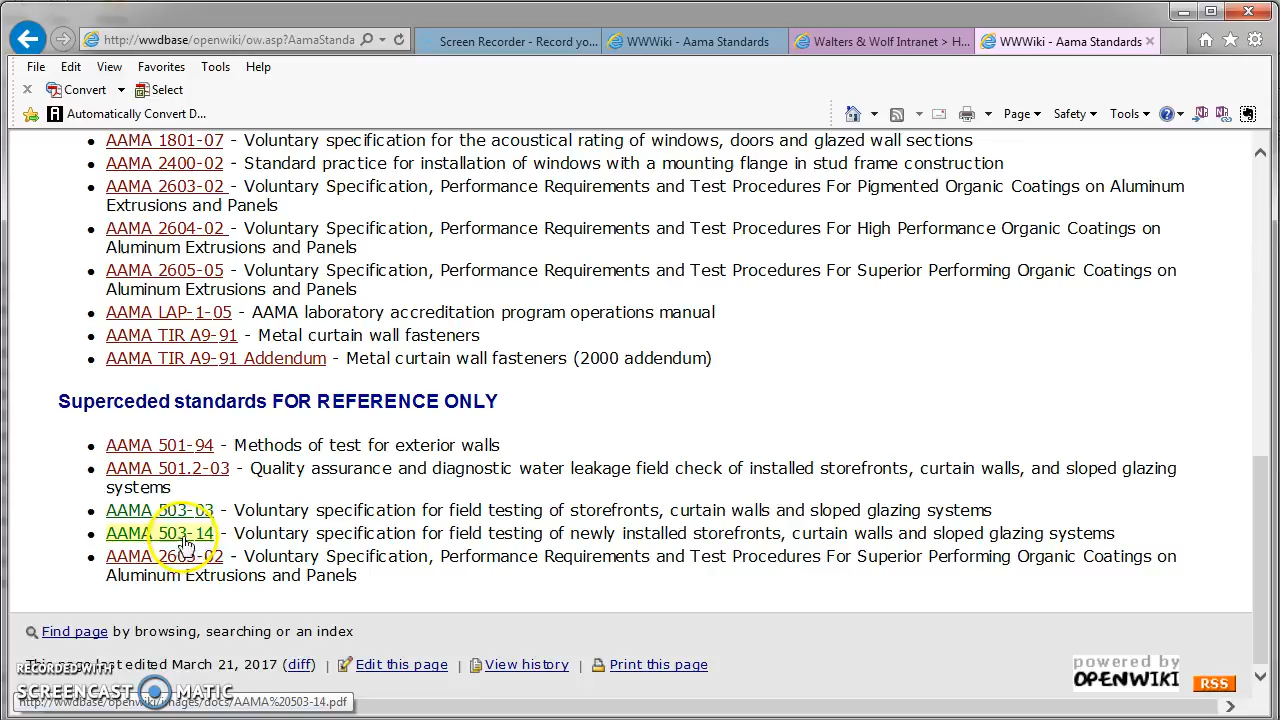 http://wwdbase/openwiki/ow.asp?AamaStanda
Screen Recorder - Record yo...
WWWiki - Aama Standards
Walters & Wolf Intranet > H...
WWWiki - Aama Standards
File Edit View Favorites Tools Help
Convert Select
Automatically Convert D...
Page Safety Tools
AAMA 1801-07 - Voluntary specification for the acoustical rating of windows, doors and glazed wall sections
AAMA 2400-02 - Standard practice for installation of windows with a mounting flange in stud frame construction
AAMA 2603-02 - Voluntary Specification, Performance Requirements and Test Procedures For Pigmented Organic Coatings on Aluminum
Extrusions and Panels
AAMA 2604-02 - Voluntary Specification, Performance Requirements and Test Procedures For High Performance Organic Coatings on
Aluminum Extrusions and Panels
AAMA 2605-05 - Voluntary Specification, Performance Requirements and Test Procedures For Superior Performing Organic Coatings on
Aluminum Extrusions and Panels
AAMA LAP-1-05 - AAMA laboratory accreditation program operations manual
AAMA TIR A9-91 - Metal curtain wall fasteners
AAMA TIR A9-91 Addendum - Metal curtain wall fasteners (2000 addendum)
Superceded standards FOR REFERENCE ONLY
AAMA 501-94 - Methods of test for exterior walls
AAMA 501.2-03 - Quality assurance and diagnostic water leakage field check of installed storefronts, curtain walls, and sloped glazing
systems
AAMA 503-03 - Voluntary specification for field testing of storefronts, curtain walls and sloped glazing systems
AAMA 503-14 - Voluntary specification for field testing of newly installed storefronts, curtain walls and sloped glazing systems
AAMA 2605-02 - Voluntary Specification, Performance Requirements and Test Procedures For Superior Performing Organic Coatings on
Aluminum Extrusions and Panels
Find page by browsing, searching or an index
last edited March 21, 2017 (diff) | Edit this page | View history | Print this page
RECORDED WITH
SCREENCAST MATIC
http://wwdbase/openwiki/images/docs/AAMA%20503-14.pdf
powered by
OPENWIKI
RSS